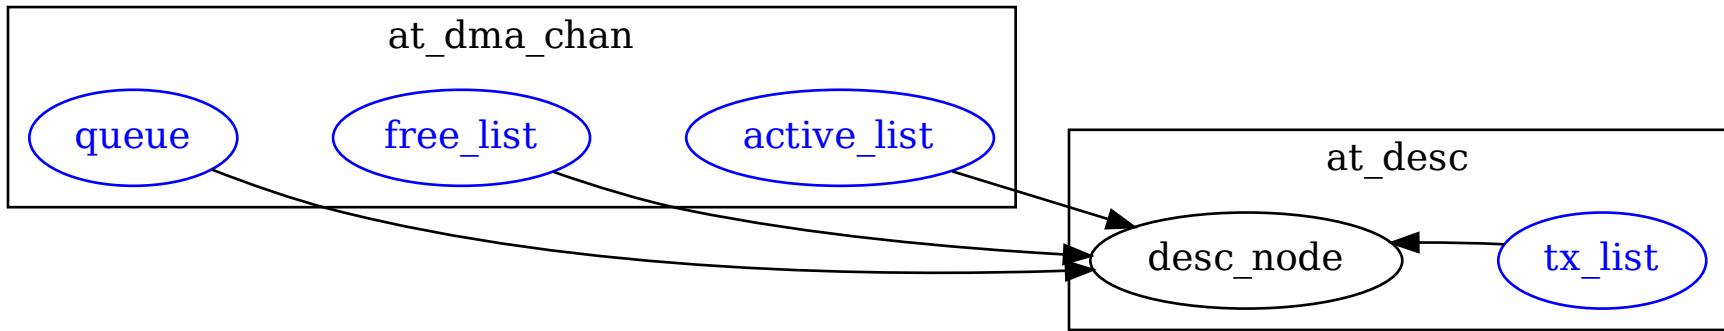 at_dma_chan
queue
free_list
active_list
at_desc
desc_node
tx_list